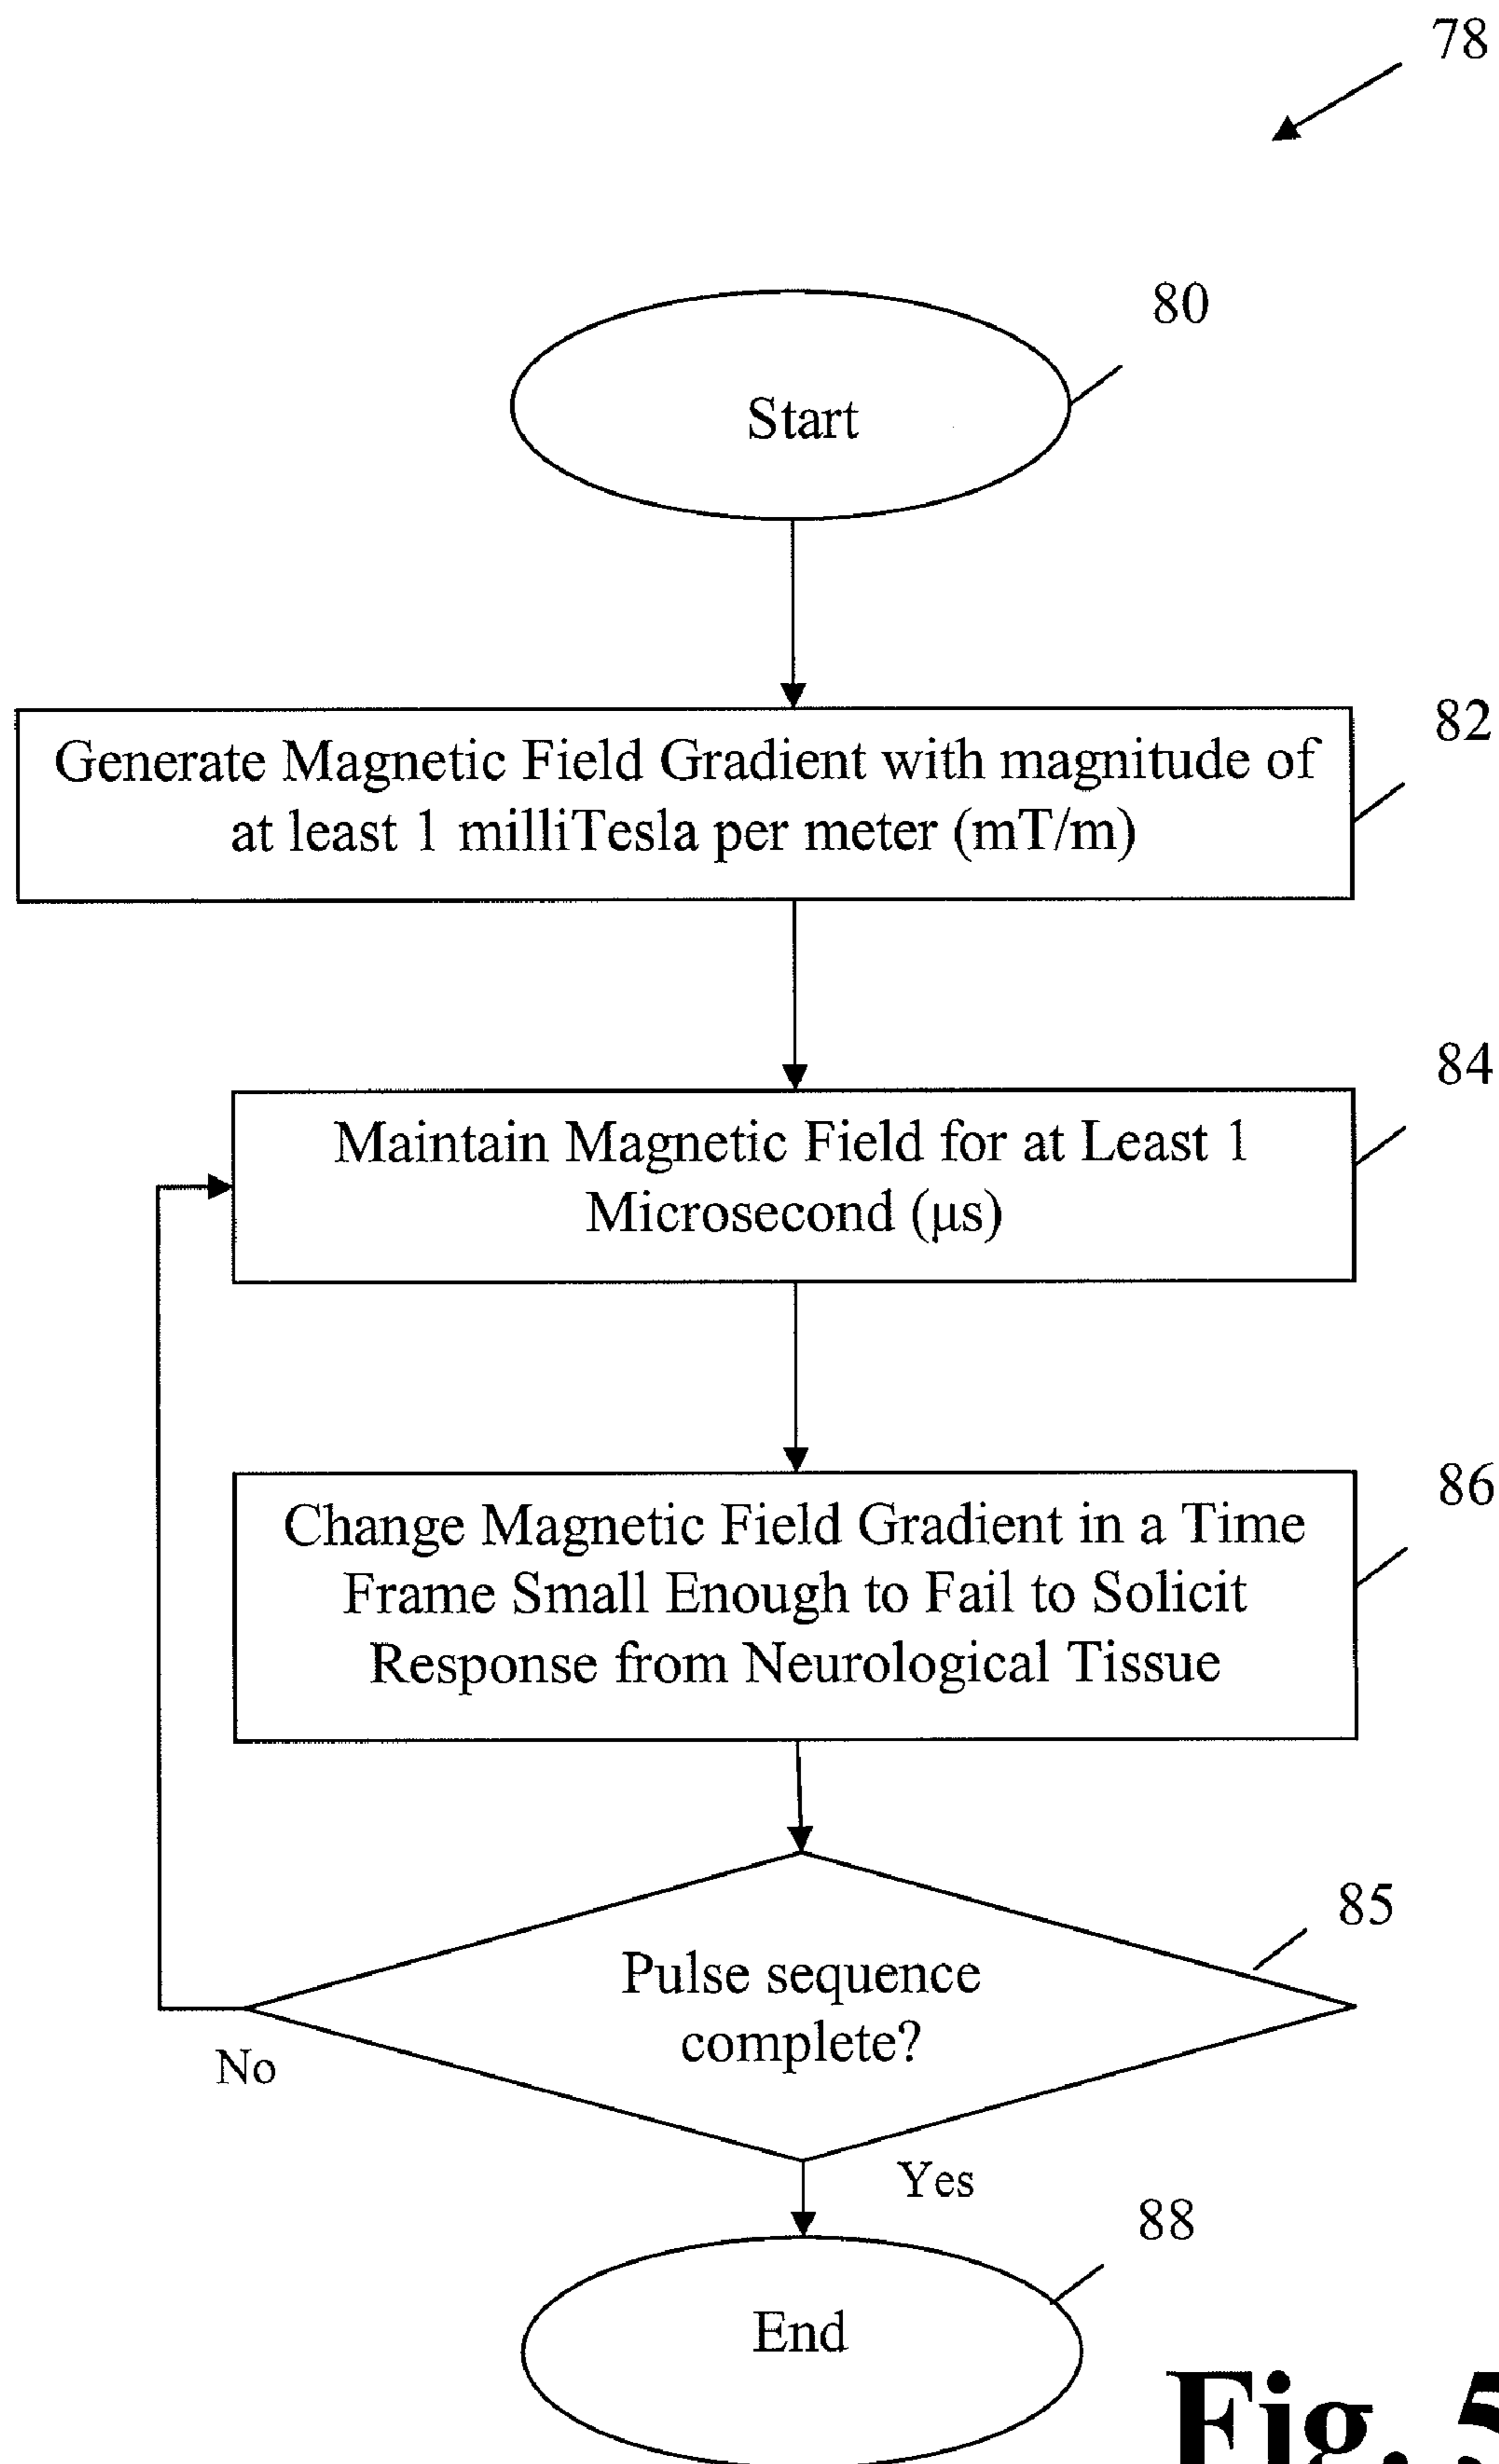 78
80
Start
82
Generate Magnetic Field Gradient with magnitude of
at least 1 milliTesla per meter (mT/m)
84
Maintain Magnetic Field for at Least 1
Microsecond (μs)
86
Change Magnetic Field Gradient in a Time
Frame Small Enough to Fail to Solicit
Response from Neurological Tissue
85
Pulse sequence
complete?
No
Yes
88
End
Fig. 5